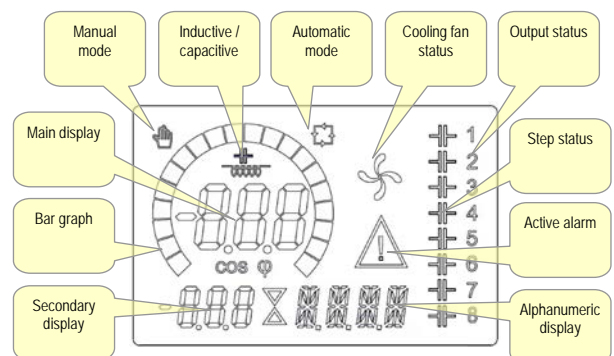 Manual
mode
Inductive /
capacitive
Automatic
mode
Cooling fan
status
Output status
Main display
Step status
Bar graph
Active alarm
Secondary
display
Alphanumeric
display
1
2
3
4
5
6
7
8
cos φ